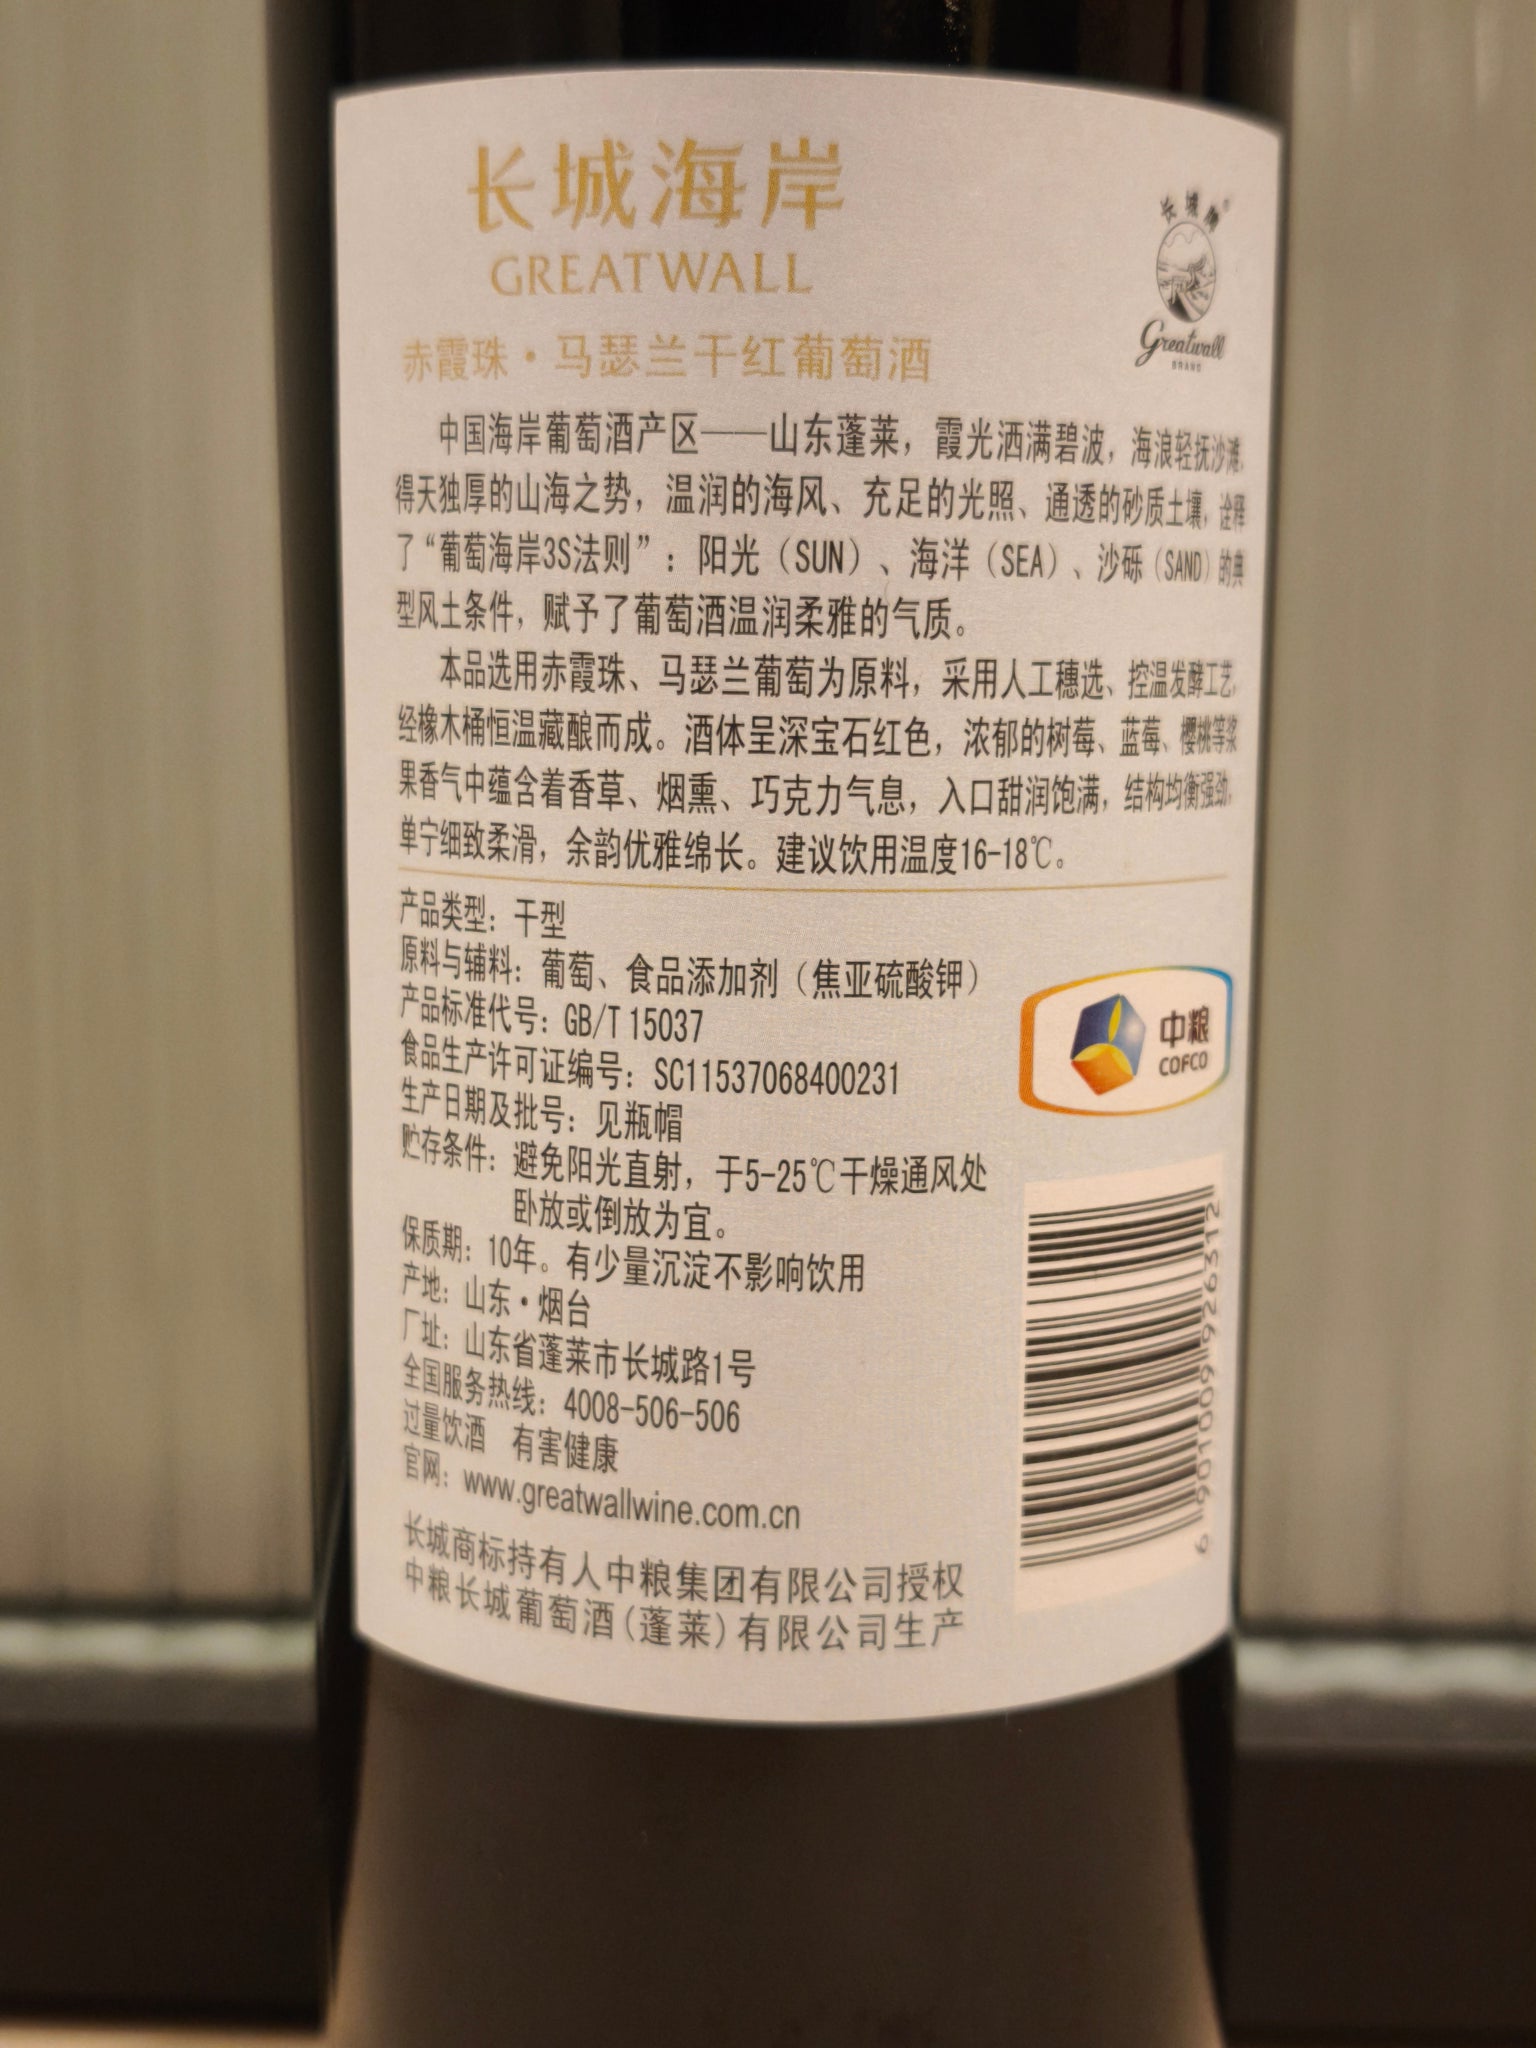 长城海岸
GREATWALL
长城牌®
Greatwall
BRAND
赤霞珠·马瑟兰干红葡萄酒
中国海岸葡萄酒产区——山东蓬莱，霞光洒满碧波，海浪轻抚沙滩，
得天独厚的山海之势，温润的海风、充足的光照、通透的砂质土壤，诠释
了“葡萄海岸3S法则”：阳光（SUN）、海洋（SEA）、沙砾（SAND）的典
型风土条件，赋予了葡萄酒温润柔雅的气质。
本品选用赤霞珠、马瑟兰葡萄为原料，采用人工穗选、控温发酵工艺，
经橡木桶恒温藏酿而成。酒体呈深宝石红色，浓郁的树莓、蓝莓、樱桃等浆
果香气中蕴含着香草、烟熏、巧克力气息，入口甜润饱满，结构均衡强劲，
单宁细致柔滑，余韵优雅绵长。建议饮用温度16-18℃。
产品类型：干型
原料与辅料：葡萄、食品添加剂（焦亚硫酸钾）
产品标准代号：GB/T 15037
食品生产许可证编号：SC11537068400231
生产日期及批号：见瓶帽
贮存条件：避免阳光直射，于5-25℃干燥通风处
卧放或倒放为宜。
保质期：10年。有少量沉淀不影响饮用
产地：山东·烟台
厂址：山东省蓬莱市长城路1号
全国服务热线：4008-506-506
过量饮酒 有害健康
官网：www.greatwallwine.com.cn
长城商标持有人中粮集团有限公司授权
中粮长城葡萄酒（蓬莱）有限公司生产
中粮
COFCO
6 901009 926312